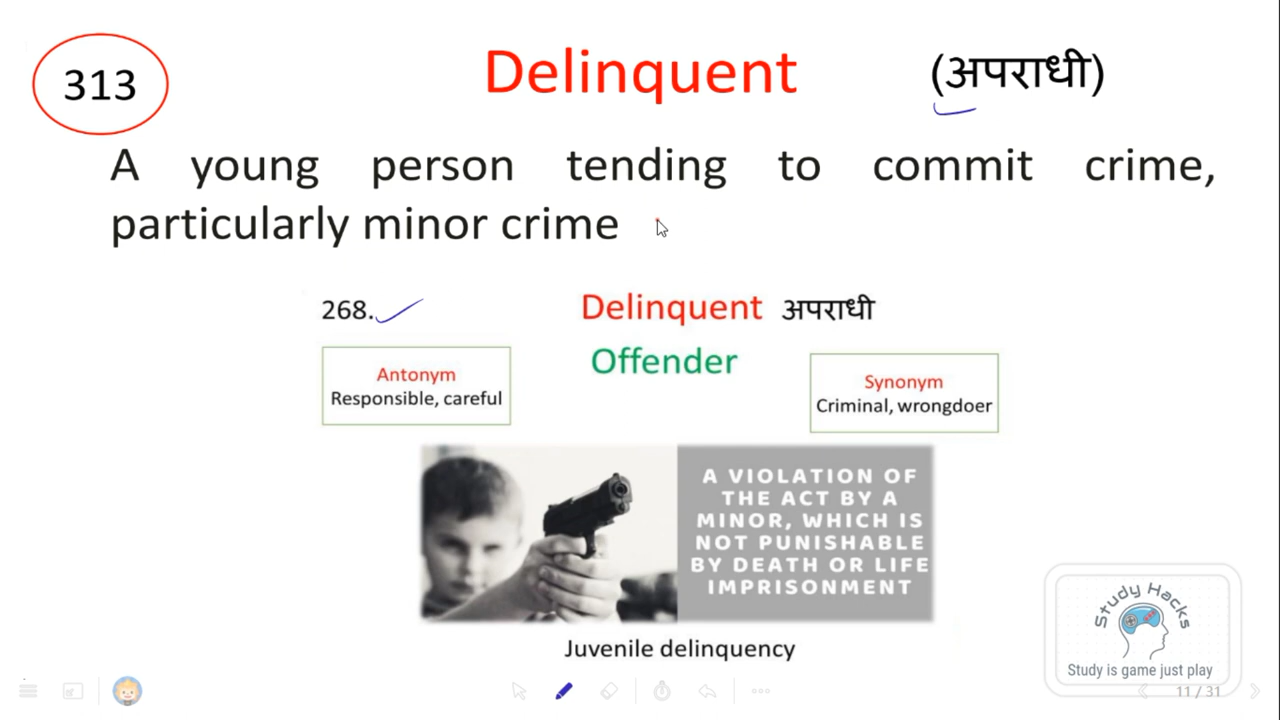 313
Delinquent (अपराधी)
A young person tending to commit crime,
particularly minor crime
268. Delinquent अपराधी
Offender
Antonym
Responsible, careful
Synonym
Criminal, wrongdoer
A VIOLATION OF
THE ACT BY A
MINOR, WHICH IS
NOT PUNISHABLE
BY DEATH OR LIFE
IMPRISONMENT
Juvenile delinquency
Study Hacks
Study is game just play
11 / 31